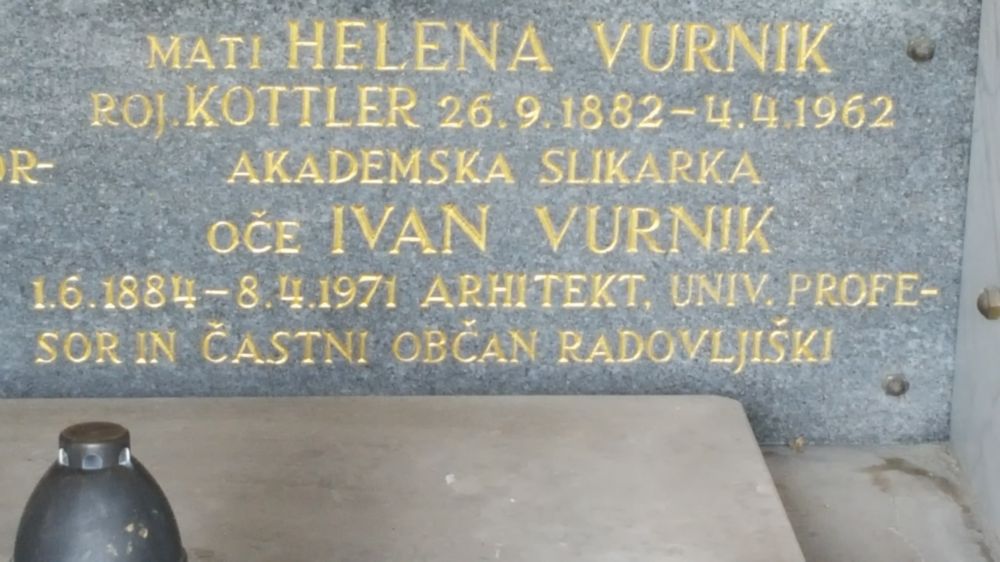 MATI HELENA VURNIK
ROJ. KOTTLER 26.9.1882–4.4.1962
AKADEMSKA SLIKARKA
OČE IVAN VURNIK
1.6.1884–8.4.1971 ARHITEKT, UNIV. PROFE-
SOR IN ČASTNI OBČAN RADOVLJIŠKI